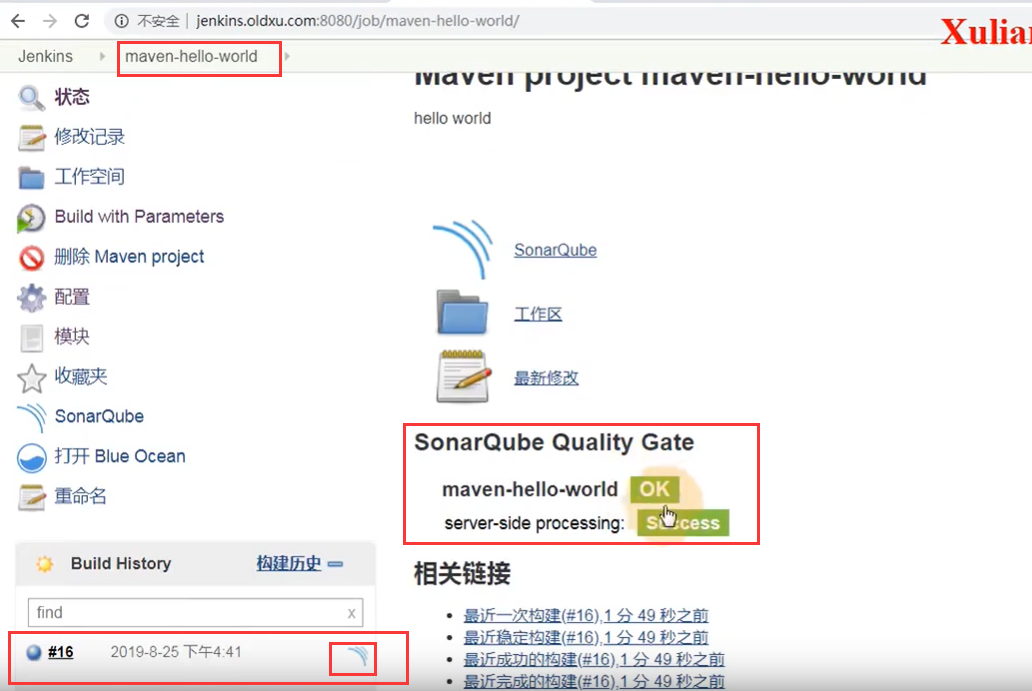 不安全 | jenkins.oldxu.com:8080/job/maven-hello-world/
Jenkins
maven-hello-world
状态
修改记录
工作空间
Build with Parameters
删除 Maven project
配置
模块
收藏夹
SonarQube
打开 Blue Ocean
重命名
Build History
构建历史
find
x
#16
2019-8-25 下午4:41
Maven project maven-hello-world
hello world
SonarQube
工作区
最新修改
SonarQube Quality Gate
maven-hello-world OK
server-side processing: Success
相关链接
最近一次构建(#16),1 分 49 秒之前
最近稳定构建(#16),1 分 49 秒之前
最近成功的构建(#16),1 分 49 秒之前
最近完成的构建(#16),1 分 49 秒之前